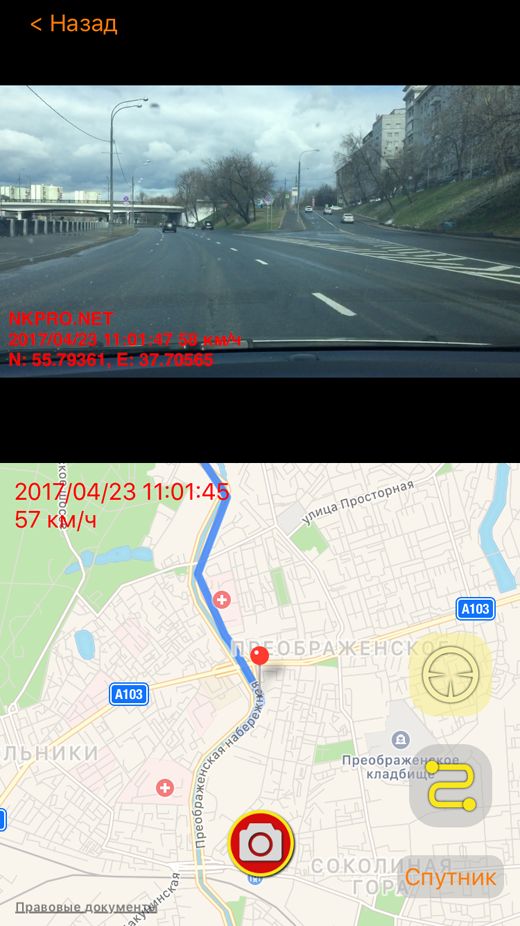 < Назад
NKPRO.NET
2017/04/23 11:01:47 58 км/ч
N: 55.79361, E: 37.70565
2017/04/23 11:01:45
57 км/ч
улица Просторная
A103
ПРЕОБРАЖЕНСКОЕ
A103
Преображенская набережная
Преображенское
кладбище
СОКОЛИНАЯ
ГОРА
Спутник
Правовые документы